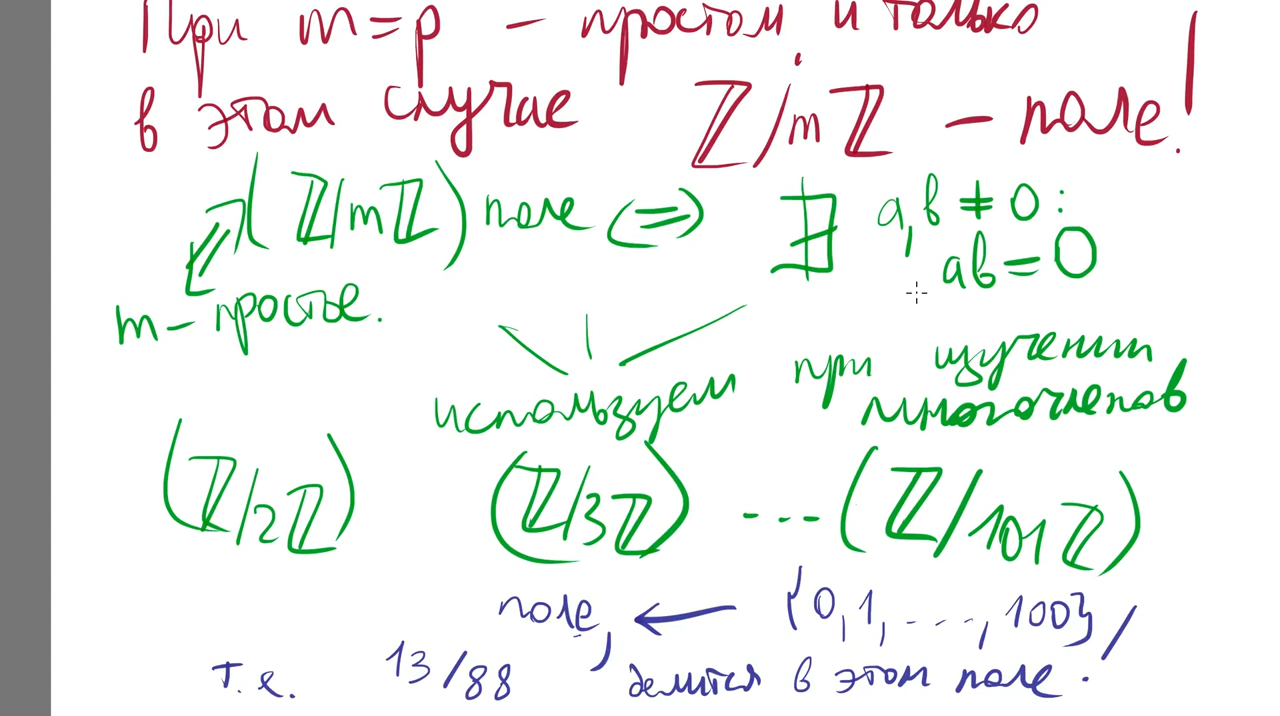 При m=p – простом и только
в этом случае ℤ/mℤ – поле!
(ℤ/mℤ) поле ⇔ ∄ a,b ≠ 0:
ab=0
m – простое.
используем при изучении
многочленов
(ℤ/2ℤ) (ℤ/3ℤ) --- (ℤ/101ℤ)
поле, ← {0,1,...,100},
т.е. 13/88 делится в этом поле.